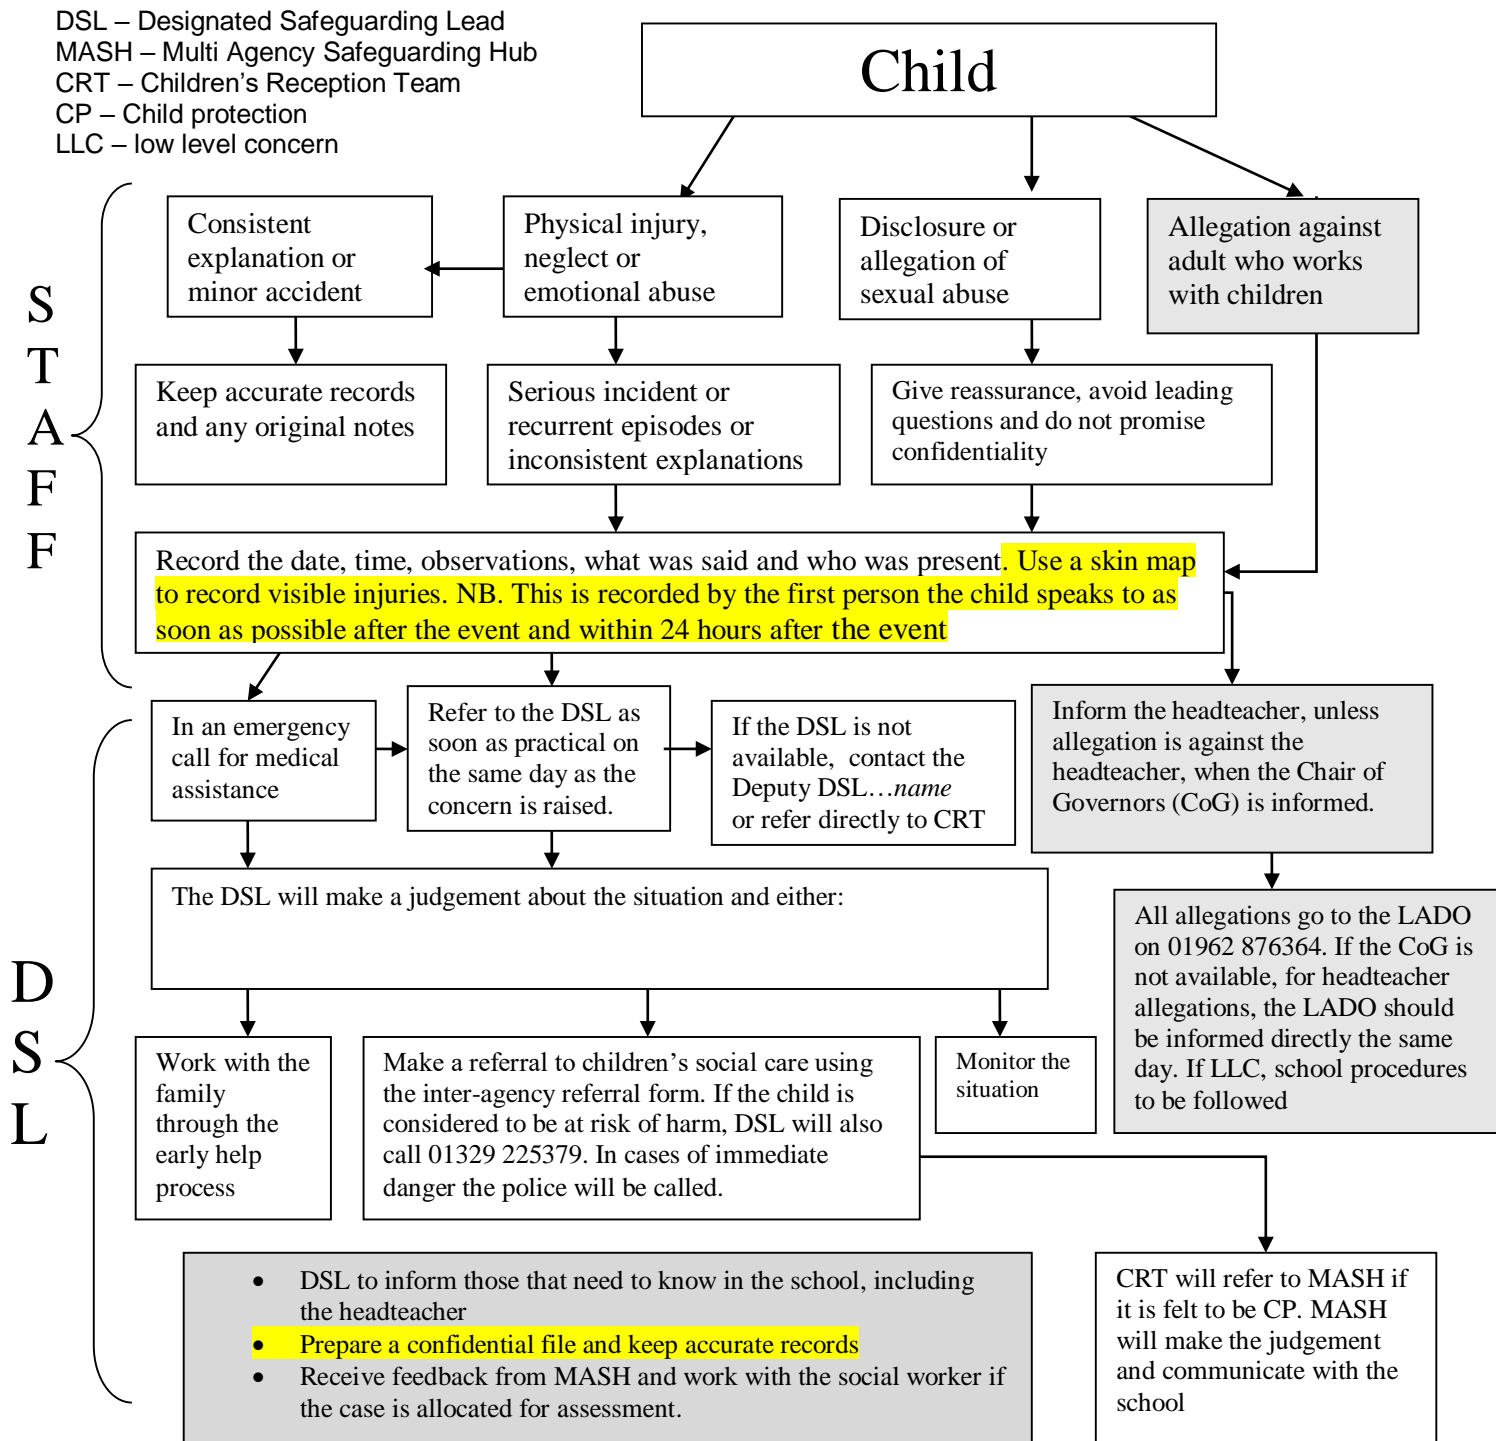 DSL – Designated Safeguarding Lead
MASH – Multi Agency Safeguarding Hub
CRT – Children's Reception Team
CP – Child protection
LLC – low level concern
Child
S
T
A
F
F
Consistent
explanation or
minor accident
Physical injury,
neglect or
emotional abuse
Disclosure or
allegation of
sexual abuse
Allegation against
adult who works
with children
Keep accurate records
and any original notes
Serious incident or
recurrent episodes or
inconsistent explanations
Give reassurance, avoid leading
questions and do not promise
confidentiality
Record the date, time, observations, what was said and who was present. Use a skin map
to record visible injuries. NB. This is recorded by the first person the child speaks to as
soon as possible after the event and within 24 hours after the event
D
S
L
In an emergency
call for medical
assistance
Refer to the DSL as
soon as practical on
the same day as the
concern is raised.
If the DSL is not
available,  contact the
Deputy DSL…name
or refer directly to CRT
Inform the headteacher, unless
allegation is against the
headteacher, when the Chair of
Governors (CoG) is informed.
The DSL will make a judgement about the situation and either:
All allegations go to the LADO
on 01962 876364. If the CoG is
not available, for headteacher
allegations, the LADO should
be informed directly the same
day. If LLC, school procedures
to be followed
Work with the
family
through the
early help
process
Make a referral to children's social care using
the inter-agency referral form. If the child is
considered to be at risk of harm, DSL will also
call 01329 225379. In cases of immediate
danger the police will be called.
Monitor the
situation
• DSL to inform those that need to know in the school, including
the headteacher
• Prepare a confidential file and keep accurate records
• Receive feedback from MASH and work with the social worker if
the case is allocated for assessment.
CRT will refer to MASH if
it is felt to be CP. MASH
will make the judgement
and communicate with the
school